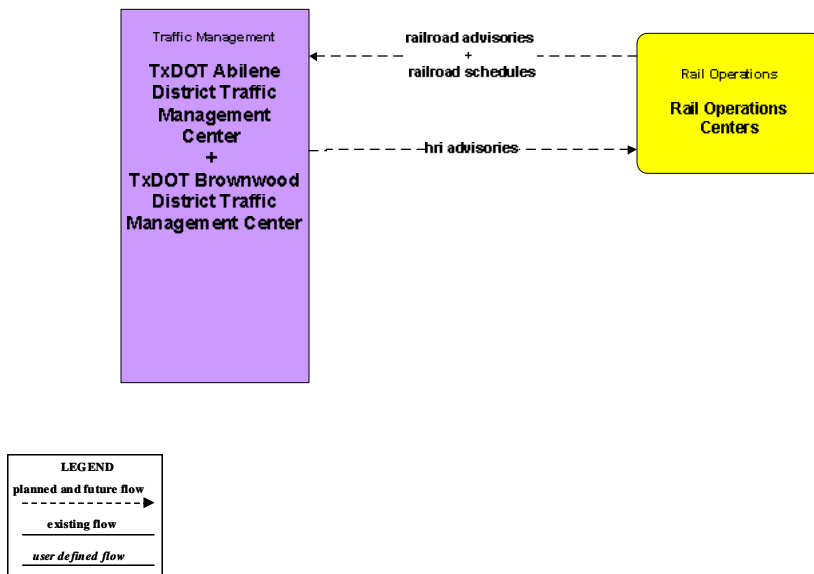 Traffic Management
TxDOT Abilene
District Traffic
Management
Center
+
TxDOT Brownwood
District Traffic
Management Center
railroad advisories
+
railroad schedules
hri advisories
Rail Operations
Rail Operations
Centers
LEGEND
planned and future flow
existing flow
user defined flow